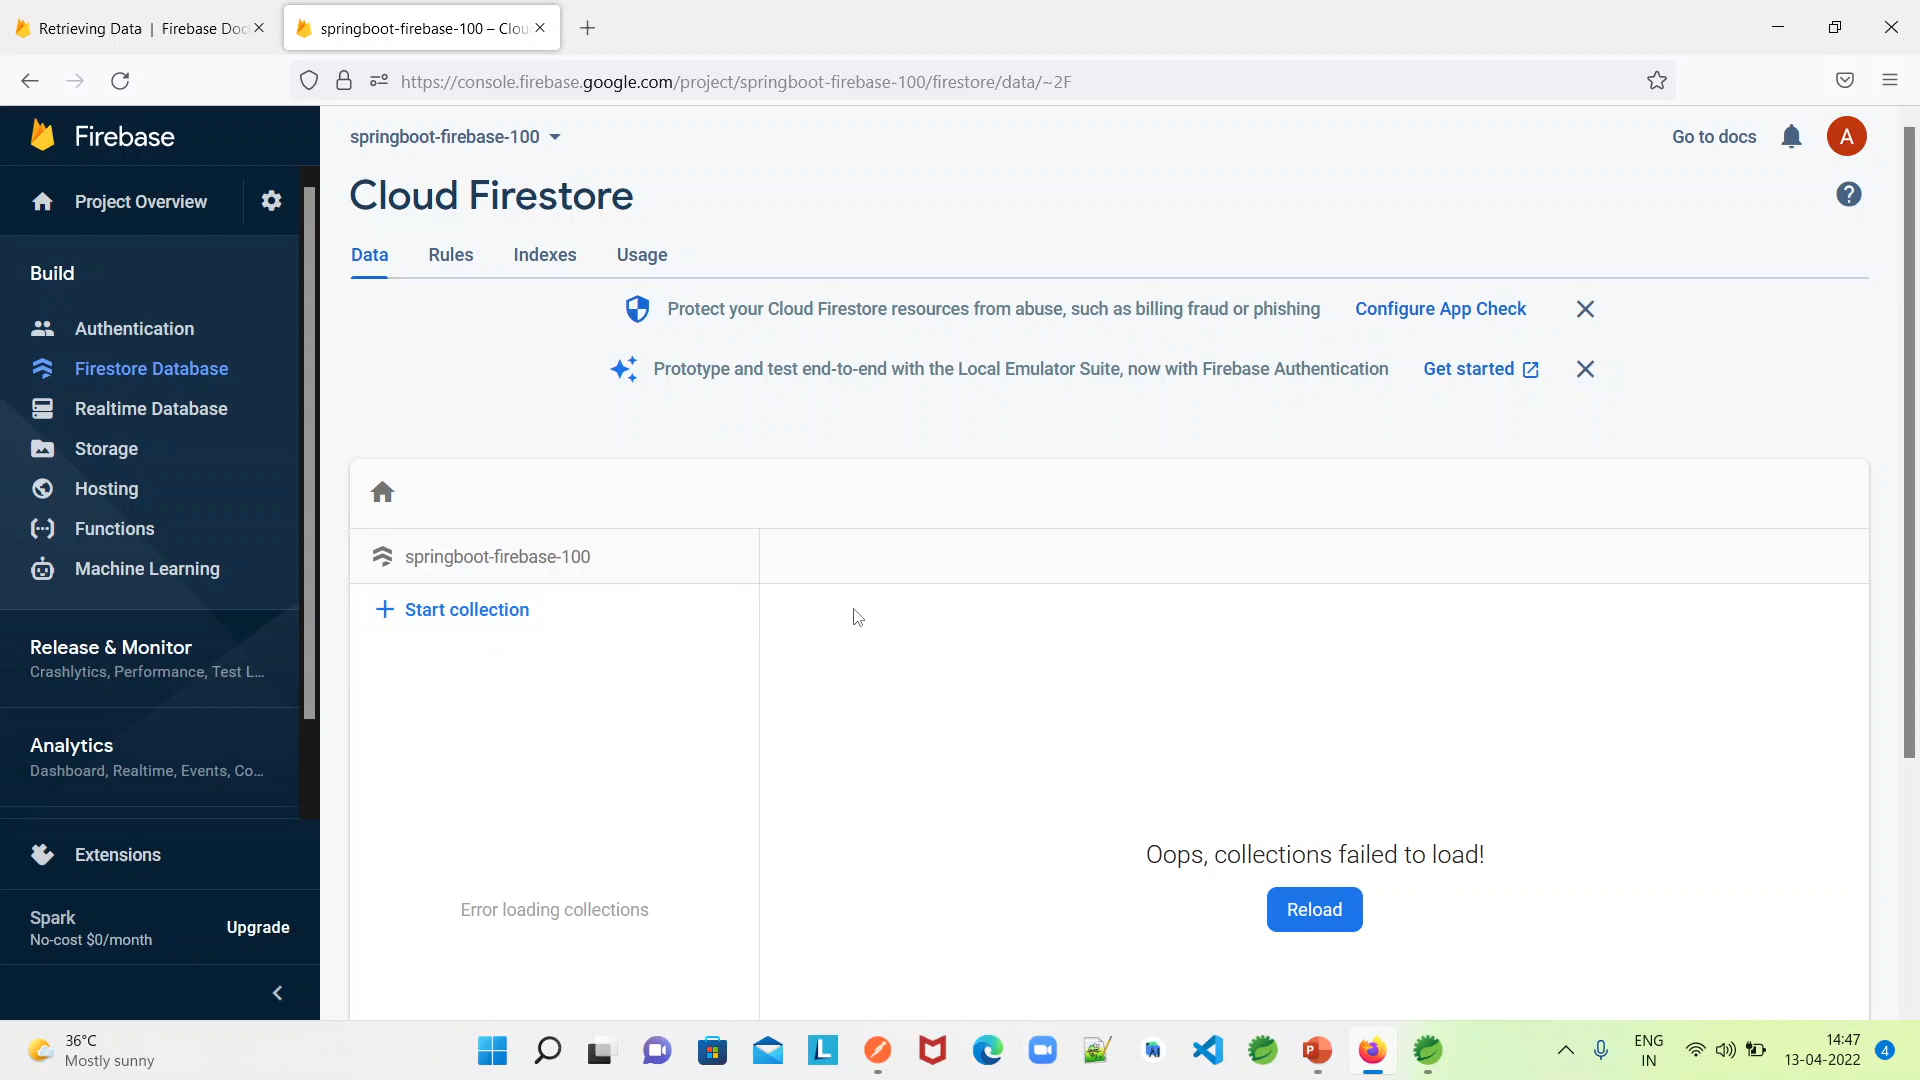 Retrieving Data | Firebase Doc
springboot-firebase-100 – Clou
https://console.firebase.google.com/project/springboot-firebase-100/firestore/data/~2F
Firebase
springboot-firebase-100
Go to docs
A
Project Overview
Cloud Firestore
?
Data Rules Indexes Usage
Build
Protect your Cloud Firestore resources from abuse, such as billing fraud or phishing Configure App Check
Authentication
Prototype and test end-to-end with the Local Emulator Suite, now with Firebase Authentication Get started
Firestore Database
Realtime Database
Storage
Hosting
Functions
Machine Learning
springboot-firebase-100
Start collection
Release & Monitor
Crashlytics, Performance, Test L...
Analytics
Dashboard, Realtime, Events, Co...
Extensions
Oops, collections failed to load!
Error loading collections
Reload
Spark
No-cost $0/month
Upgrade
36°C
Mostly sunny
L
P
ENG
IN
14:47
13-04-2022
4